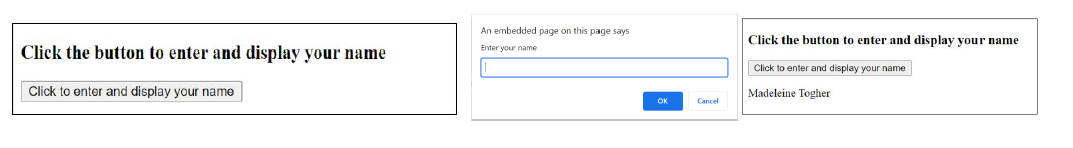 Click the button to enter and display your name
Click to enter and display your name
An embedded page on this page says
Enter your name
OK
Cancel
Click the button to enter and display your name
Click to enter and display your name
Madeleine Togher